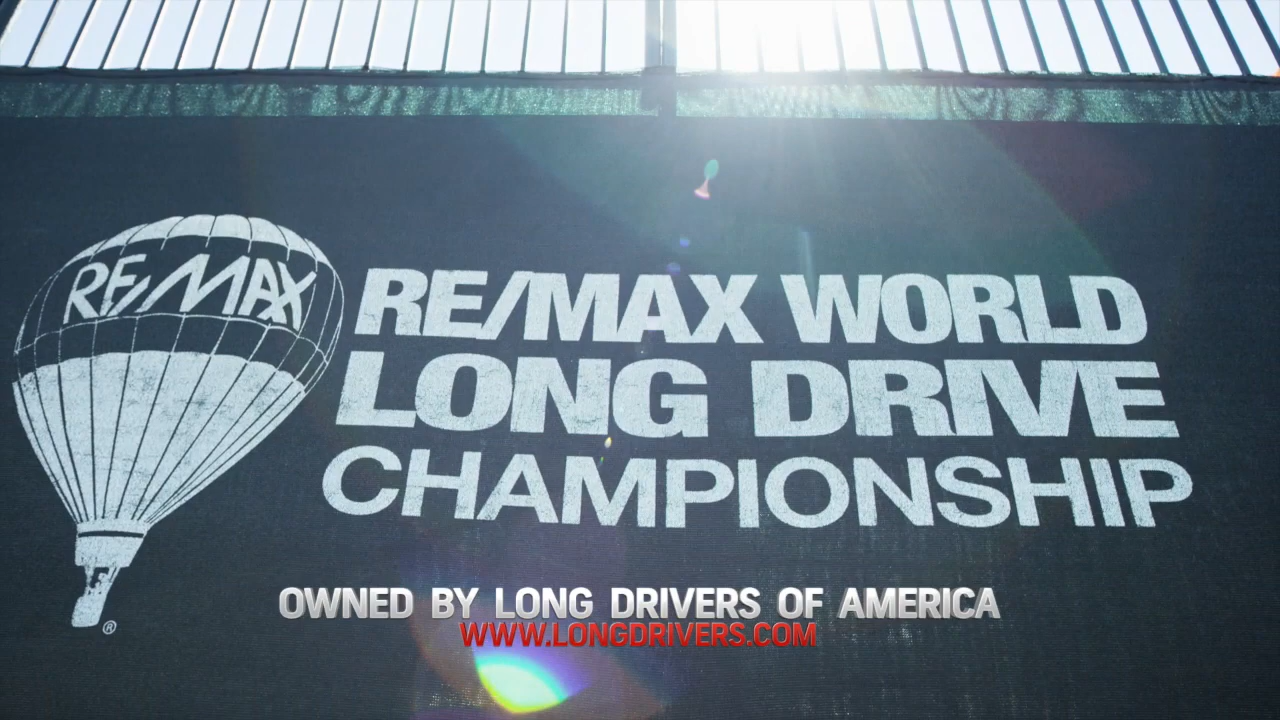 RE/MAX
RE/MAX WORLD
LONG DRIVE
CHAMPIONSHIP
®
OWNED BY LONG DRIVERS OF AMERICA
WWW.LONGDRIVERS.COM